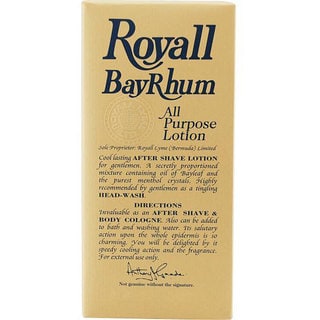 Royall
BayRhum
All
Purpose
Lotion
Sole Proprietor: Royall Lyme (Bermuda) Limited
Cool lasting AFTER SHAVE LOTION
for gentlemen. A secretly proportioned
mixture containing oil of Bayleaf and
the purest menthol crystals. Highly
recommended by gentlemen as a tingling
HEAD-WASH.
DIRECTIONS
Invaluable as an AFTER SHAVE &
BODY COLOGNE. Also can be added
to bath and washing water. Its salutary
action upon the whole epidermis is so
charming. You will be delighted by it
speedy cooling action and the fragrance.
For external use only.
Not genuine without the signature.